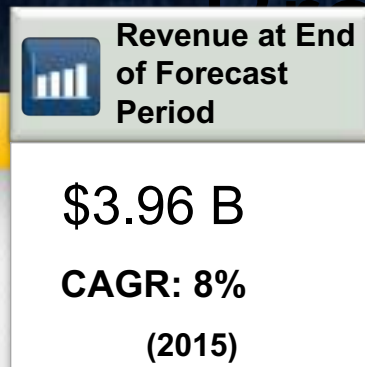 Revenue at End
of Forecast
Period
$3.96 B
CAGR: 8%
(2015)